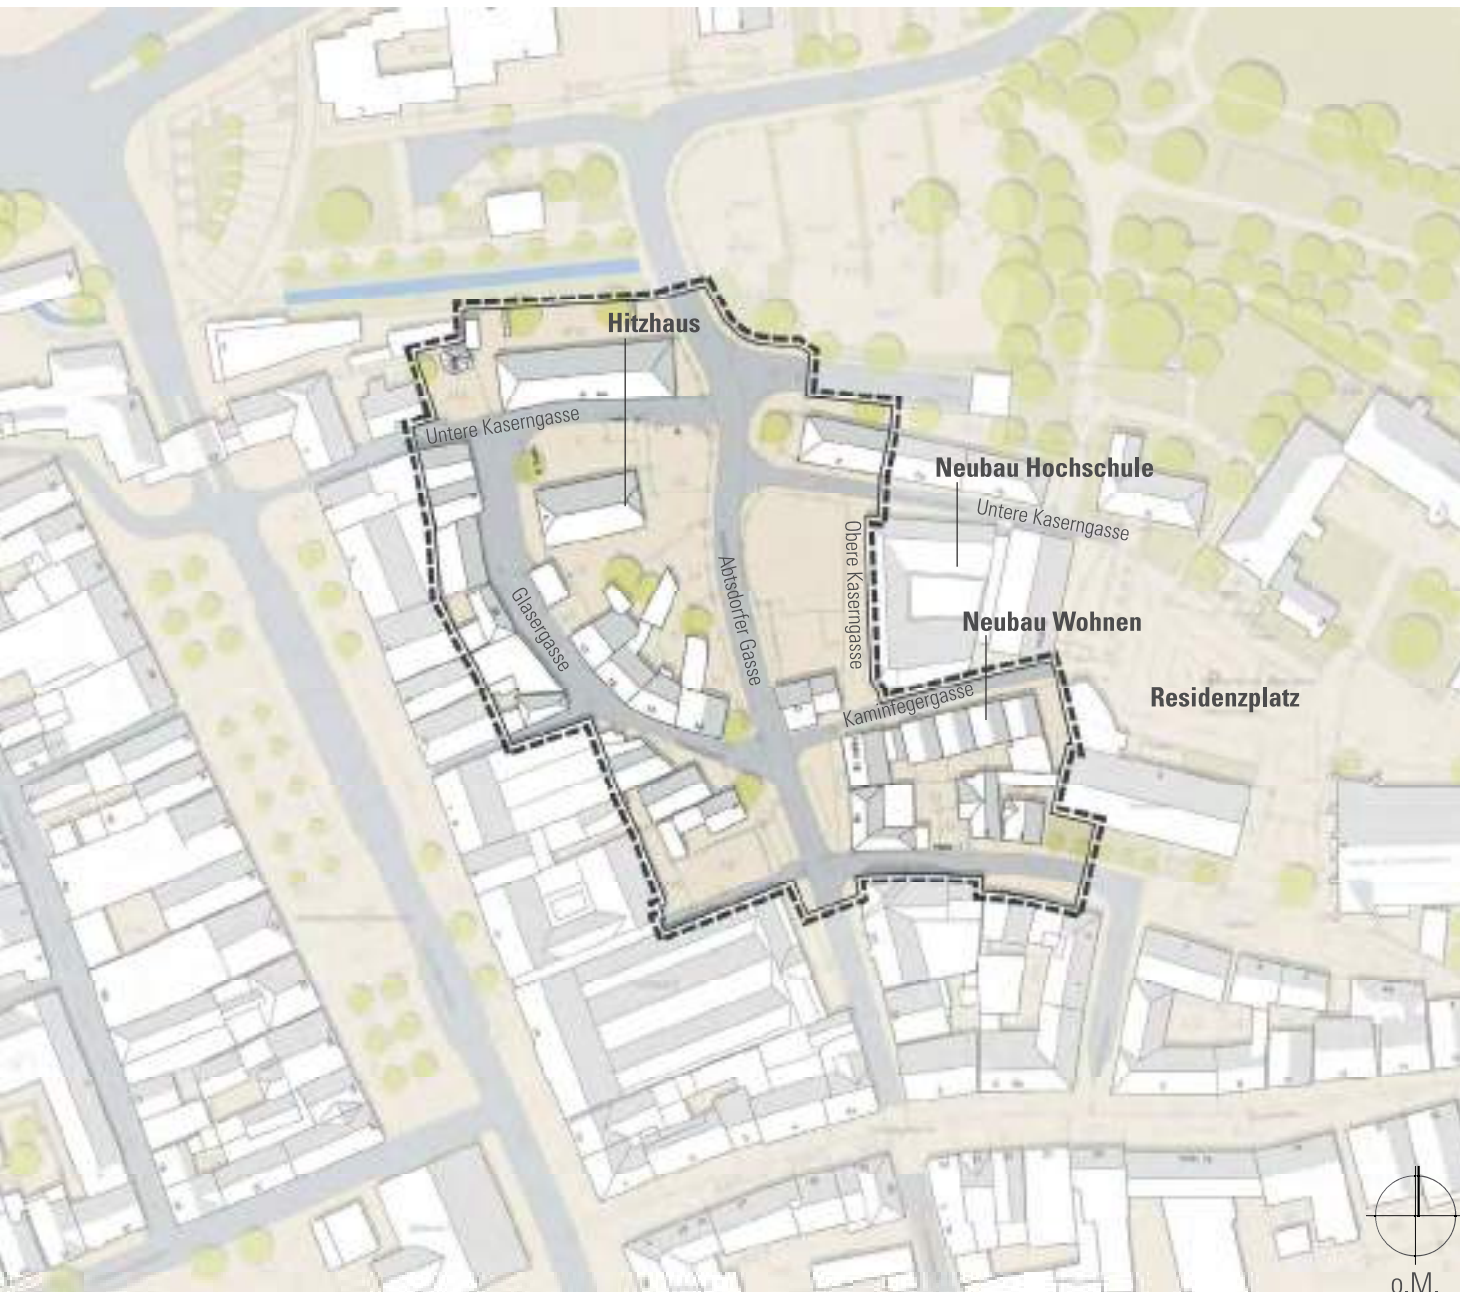 Hitzhaus
Untere Kaserngasse
Neubau Hochschule
Untere Kaserngasse
Obere Kaserngasse
Abtsdorfer Gasse
Glasergasse
Neubau Wohnen
Residenzplatz
Kaminfegergasse
o.M.